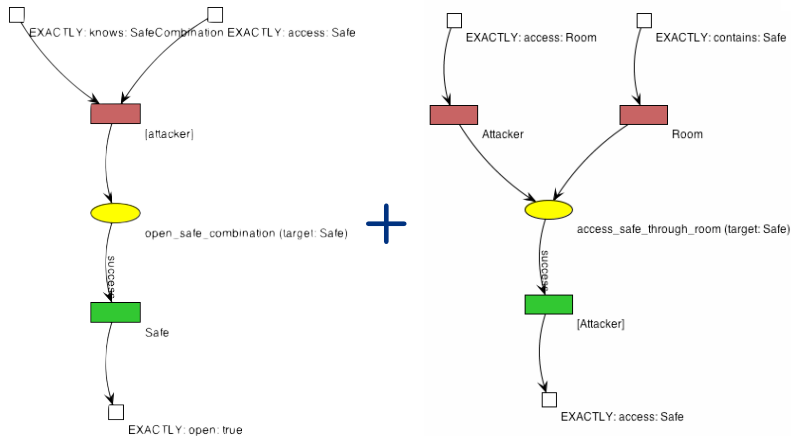 EXACTLY: knows: SafeCombination EXACTLY: access: Safe
[attacker]
open_safe_combination (target: Safe)
success
Safe
EXACTLY: open: true
EXACTLY: access: Room
EXACTLY: contains: Safe
Attacker
Room
access_safe_through_room (target: Safe)
success
[Attacker]
EXACTLY: access: Safe